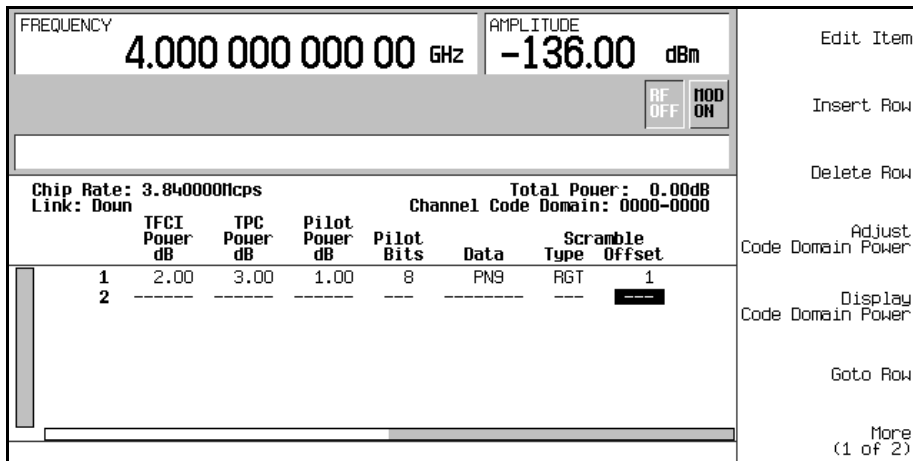 FREQUENCY
4.000 000 000 00 GHz
AMPLITUDE
-136.00 dBm
RF OFF
MOD ON
Chip Rate: 3.840000Mcps
Total Power: 0.00dB
Link: Down
Channel Code Domain: 0000-0000
TFCI Power dB
TPC Power dB
Pilot Power dB
Pilot Bits
Data
Scramble
Type Offset
1 2.00 3.00 1.00 8 PN9 RGT 1
2 ------ ------ ------ --- -------- --- ---
Edit Item
Insert Row
Delete Row
Adjust
Code Domain Power
Display
Code Domain Power
Goto Row
More
(1 of 2)